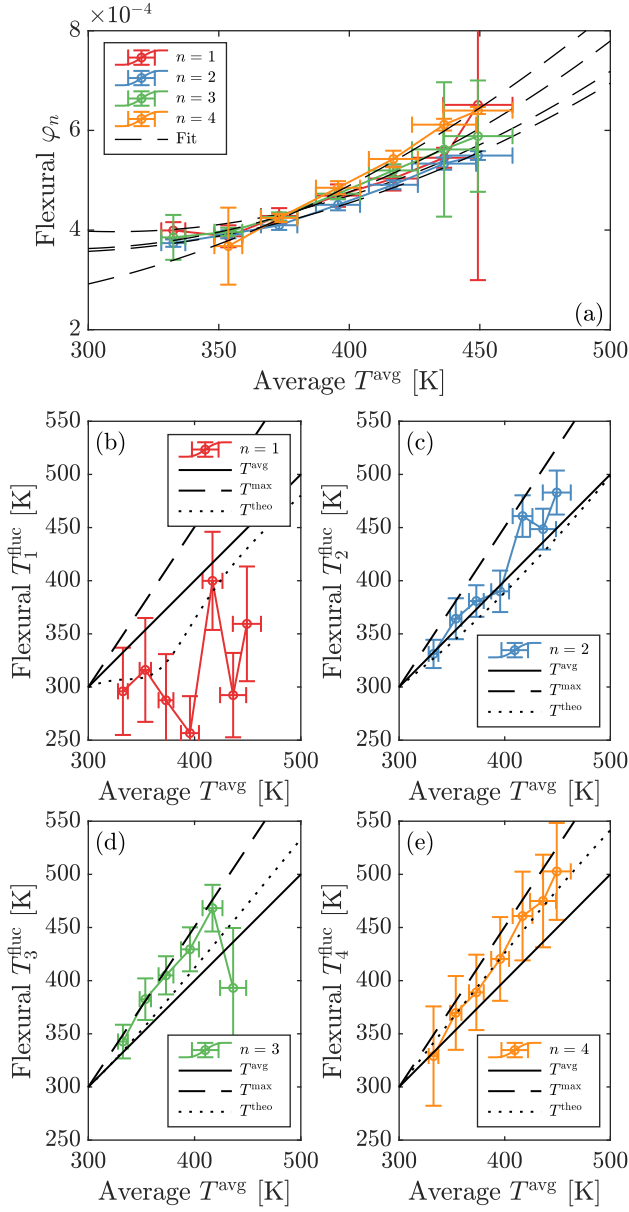 ×10⁻⁴
8
6
4
2
Flexural φₙ
n = 1
n = 2
n = 3
n = 4
Fit
(a)
300 350 400 450 500
Average Tᵃᵛᵍ [K]
(b)
550
500
450
400
350
300
250
Flexural T₁ᶠˡᵘᶜ [K]
n = 1
Tᵃᵛᵍ
Tᵐᵃˣ
Tᵗʰᵉᵒ
300 400 500
Average Tᵃᵛᵍ [K]
(c)
550
500
450
400
350
300
250
Flexural T₂ᶠˡᵘᶜ [K]
n = 2
Tᵃᵛᵍ
Tᵐᵃˣ
Tᵗʰᵉᵒ
300 400 500
Average Tᵃᵛᵍ [K]
(d)
550
500
450
400
350
300
250
Flexural T₃ᶠˡᵘᶜ [K]
n = 3
Tᵃᵛᵍ
Tᵐᵃˣ
Tᵗʰᵉᵒ
300 400 500
Average Tᵃᵛᵍ [K]
(e)
550
500
450
400
350
300
250
Flexural T₄ᶠˡᵘᶜ [K]
n = 4
Tᵃᵛᵍ
Tᵐᵃˣ
Tᵗʰᵉᵒ
300 400 500
Average Tᵃᵛᵍ [K]